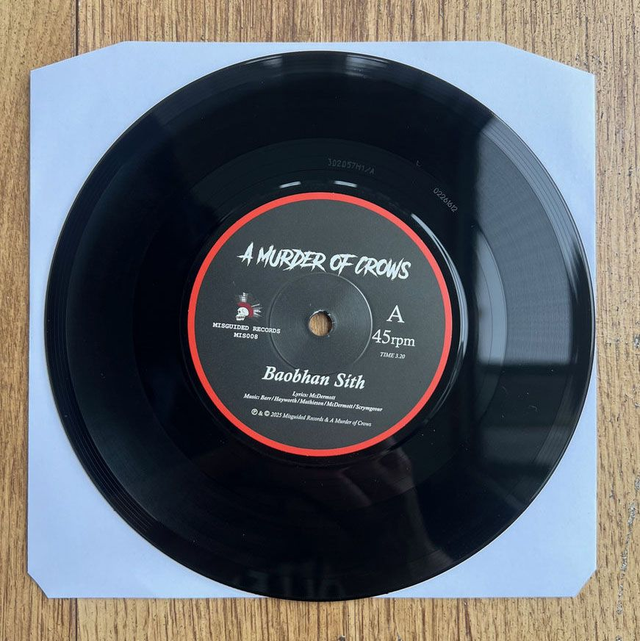 A MURDER OF CROWS
MISGUIDED RECORDS
MIS008
A
45rpm
TIME 3.20
Baobhan Sith
Lyrics: McDermott
Music: Barr / Hayworth / Mathieson / McDermott / Scrymgeour
℗ & © 2025 Misguided Records & A Murder of Crows